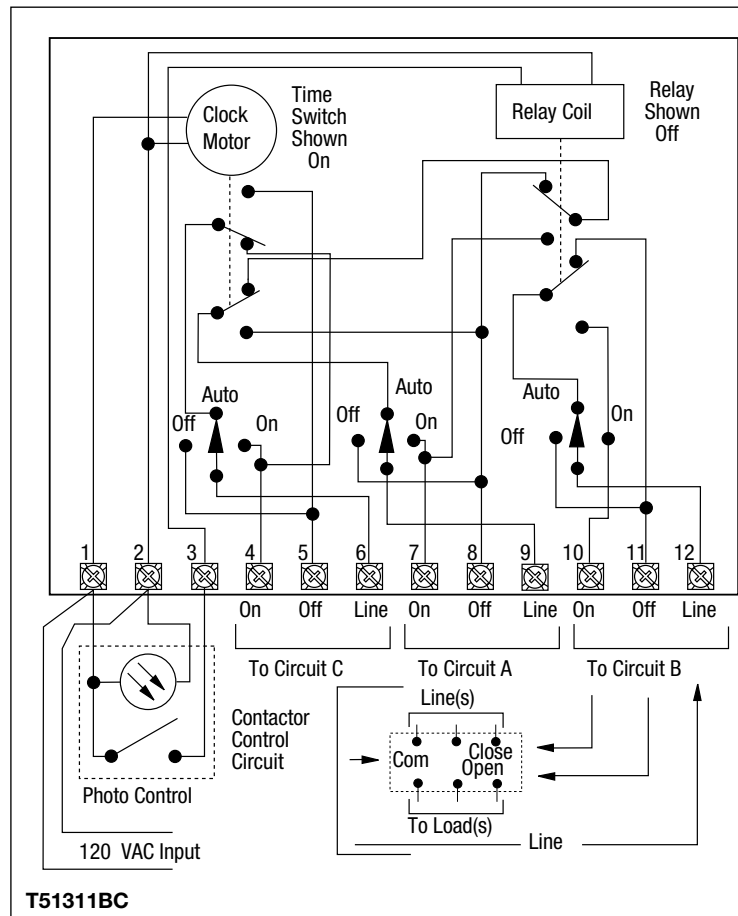 Clock
Motor
Time
Switch
Shown
On
Relay Coil
Relay
Shown
Off
Auto
Off
On
Auto
Off
On
Auto
Off
On
1 2 3 4 5 6 7 8 9 10 11 12
On Off Line On Off Line On Off Line
To Circuit C To Circuit A To Circuit B
Line(s)
Com Close
Open
To Load(s)
Line
Contactor
Control
Circuit
Photo Control
120 VAC Input
T51311BC